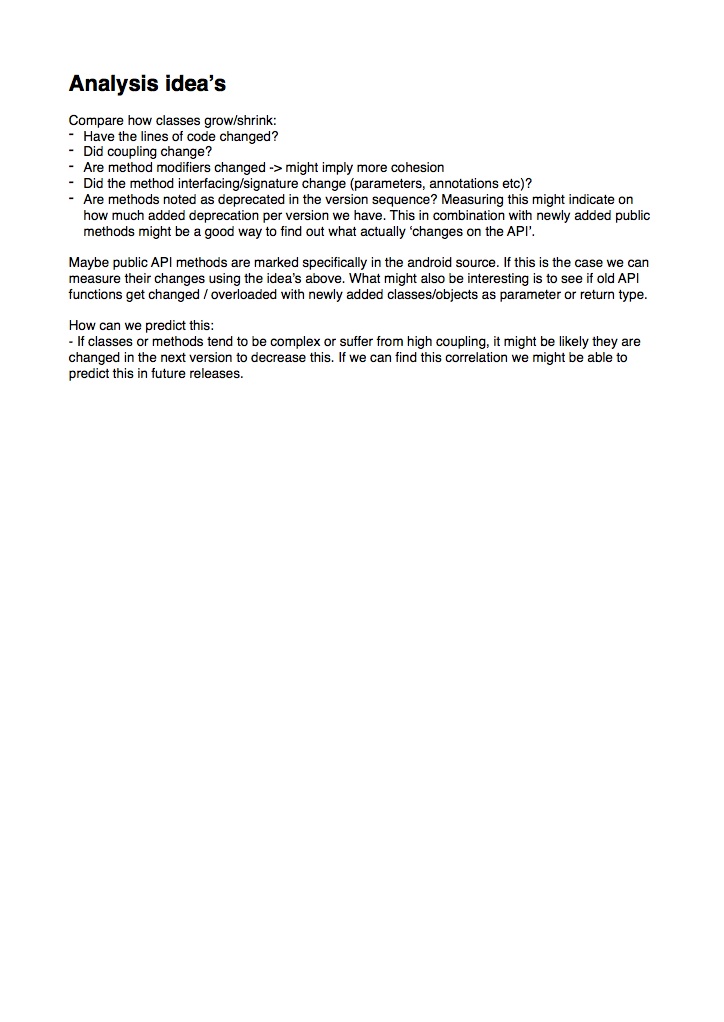 Analysis idea’s
Compare how classes grow/shrink:
- Have the lines of code changed?
- Did coupling change?
- Are method modifiers changed -> might imply more cohesion
- Did the method interfacing/signature change (parameters, annotations etc)?
- Are methods noted as deprecated in the version sequence? Measuring this might indicate on
how much added deprecation per version we have. This in combination with newly added public
methods might be a good way to find out what actually ‘changes on the API’.
Maybe public API methods are marked specifically in the android source. If this is the case we can
measure their changes using the idea’s above. What might also be interesting is to see if old API
functions get changed / overloaded with newly added classes/objects as parameter or return type.
How can we predict this:
- If classes or methods tend to be complex or suffer from high coupling, it might be likely they are
changed in the next version to decrease this. If we can find this correlation we might be able to
predict this in future releases.